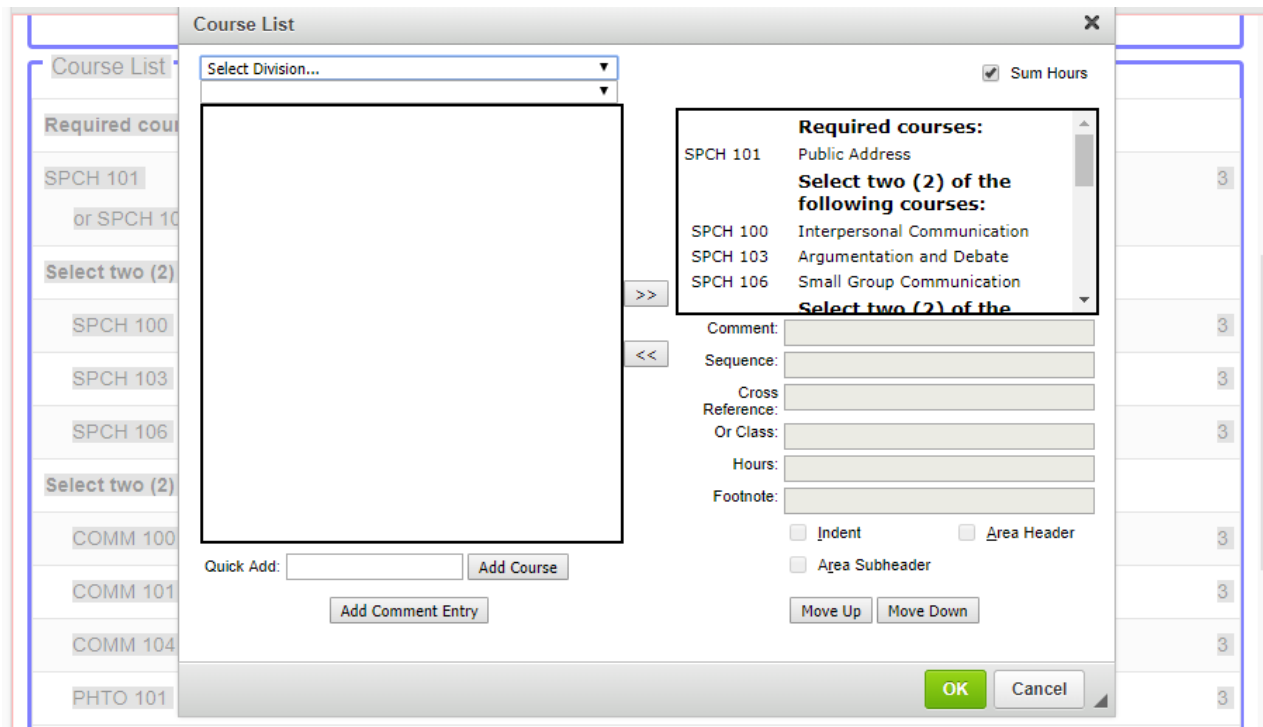 Course List
Select Division...
Sum Hours
Required courses:
SPCH 101 Public Address
Select two (2) of the
following courses:
SPCH 100 Interpersonal Communication
SPCH 103 Argumentation and Debate
SPCH 106 Small Group Communication
Select two (2) of the
>>
<<
Comment:
Sequence:
Cross
Reference:
Or Class:
Hours:
Footnote:
Indent
Area Header
Area Subheader
Quick Add:
Add Course
Add Comment Entry
Move Up
Move Down
OK
Cancel
Course List
Required cour
SPCH 101 3
or SPCH 10
Select two (2)
SPCH 100 3
SPCH 103 3
SPCH 106 3
Select two (2)
COMM 100 3
COMM 101 3
COMM 104 3
PHTO 101 3